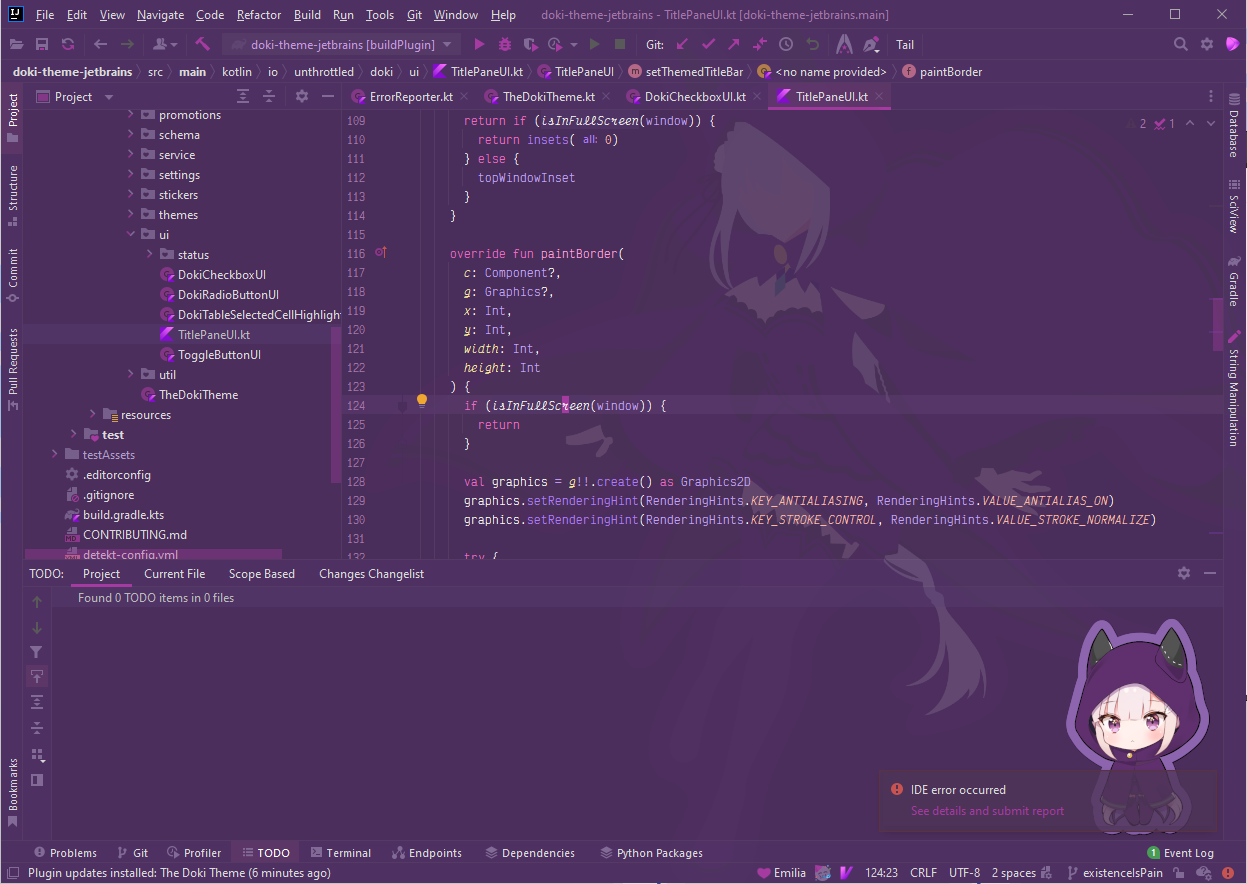 File Edit View Navigate Code Refactor Build Run Tools Git Window Help doki-theme-jetbrains - TitlePaneUI.kt [doki-theme-jetbrains.main]
doki-theme-jetbrains [buildPlugin] Git: Tail
doki-theme-jetbrains src main kotlin io unthrottled doki ui TitlePaneUI.kt TitlePaneUI setThemedTitleBar <no name provided> paintBorder
Project
ErrorReporter.kt TheDokiTheme.kt DokiCheckboxUI.kt TitlePaneUI.kt
Project
Structure
Commit
Pull Requests
Bookmarks
promotions
schema
service
settings
stickers
themes
ui
status
DokiCheckboxUI
DokiRadioButtonUI
DokiTableSelectedCellHighligh
TitlePaneUI.kt
ToggleButtonUI
util
TheDokiTheme
resources
test
testAssets
.editorconfig
.gitignore
build.gradle.kts
CONTRIBUTING.md
detekt-config.yml
2 1
109 return if (isInFullScreen(window)) {
110 return insets( all: 0)
111 } else {
112 topWindowInset
113 }
114 }
115
116 override fun paintBorder(
117 c: Component?,
118 g: Graphics?,
119 x: Int,
120 y: Int,
121 width: Int,
122 height: Int
123 ) {
124 if (isInFullScreen(window)) {
125 return
126 }
127
128 val graphics = g!!.create() as Graphics2D
129 graphics.setRenderingHint(RenderingHints.KEY_ANTIALIASING, RenderingHints.VALUE_ANTIALIAS_ON)
130 graphics.setRenderingHint(RenderingHints.KEY_STROKE_CONTROL, RenderingHints.VALUE_STROKE_NORMALIZE)
131
132 try {
Database
SciView
Gradle
String Manipulation
TODO: Project Current File Scope Based Changes Changelist
Found 0 TODO items in 0 files
IDE error occurred
See details and submit report
Problems Git Profiler TODO Terminal Endpoints Dependencies Python Packages 1 Event Log
Plugin updates installed: The Doki Theme (6 minutes ago) Emilia 124:23 CRLF UTF-8 2 spaces existenceIsPain